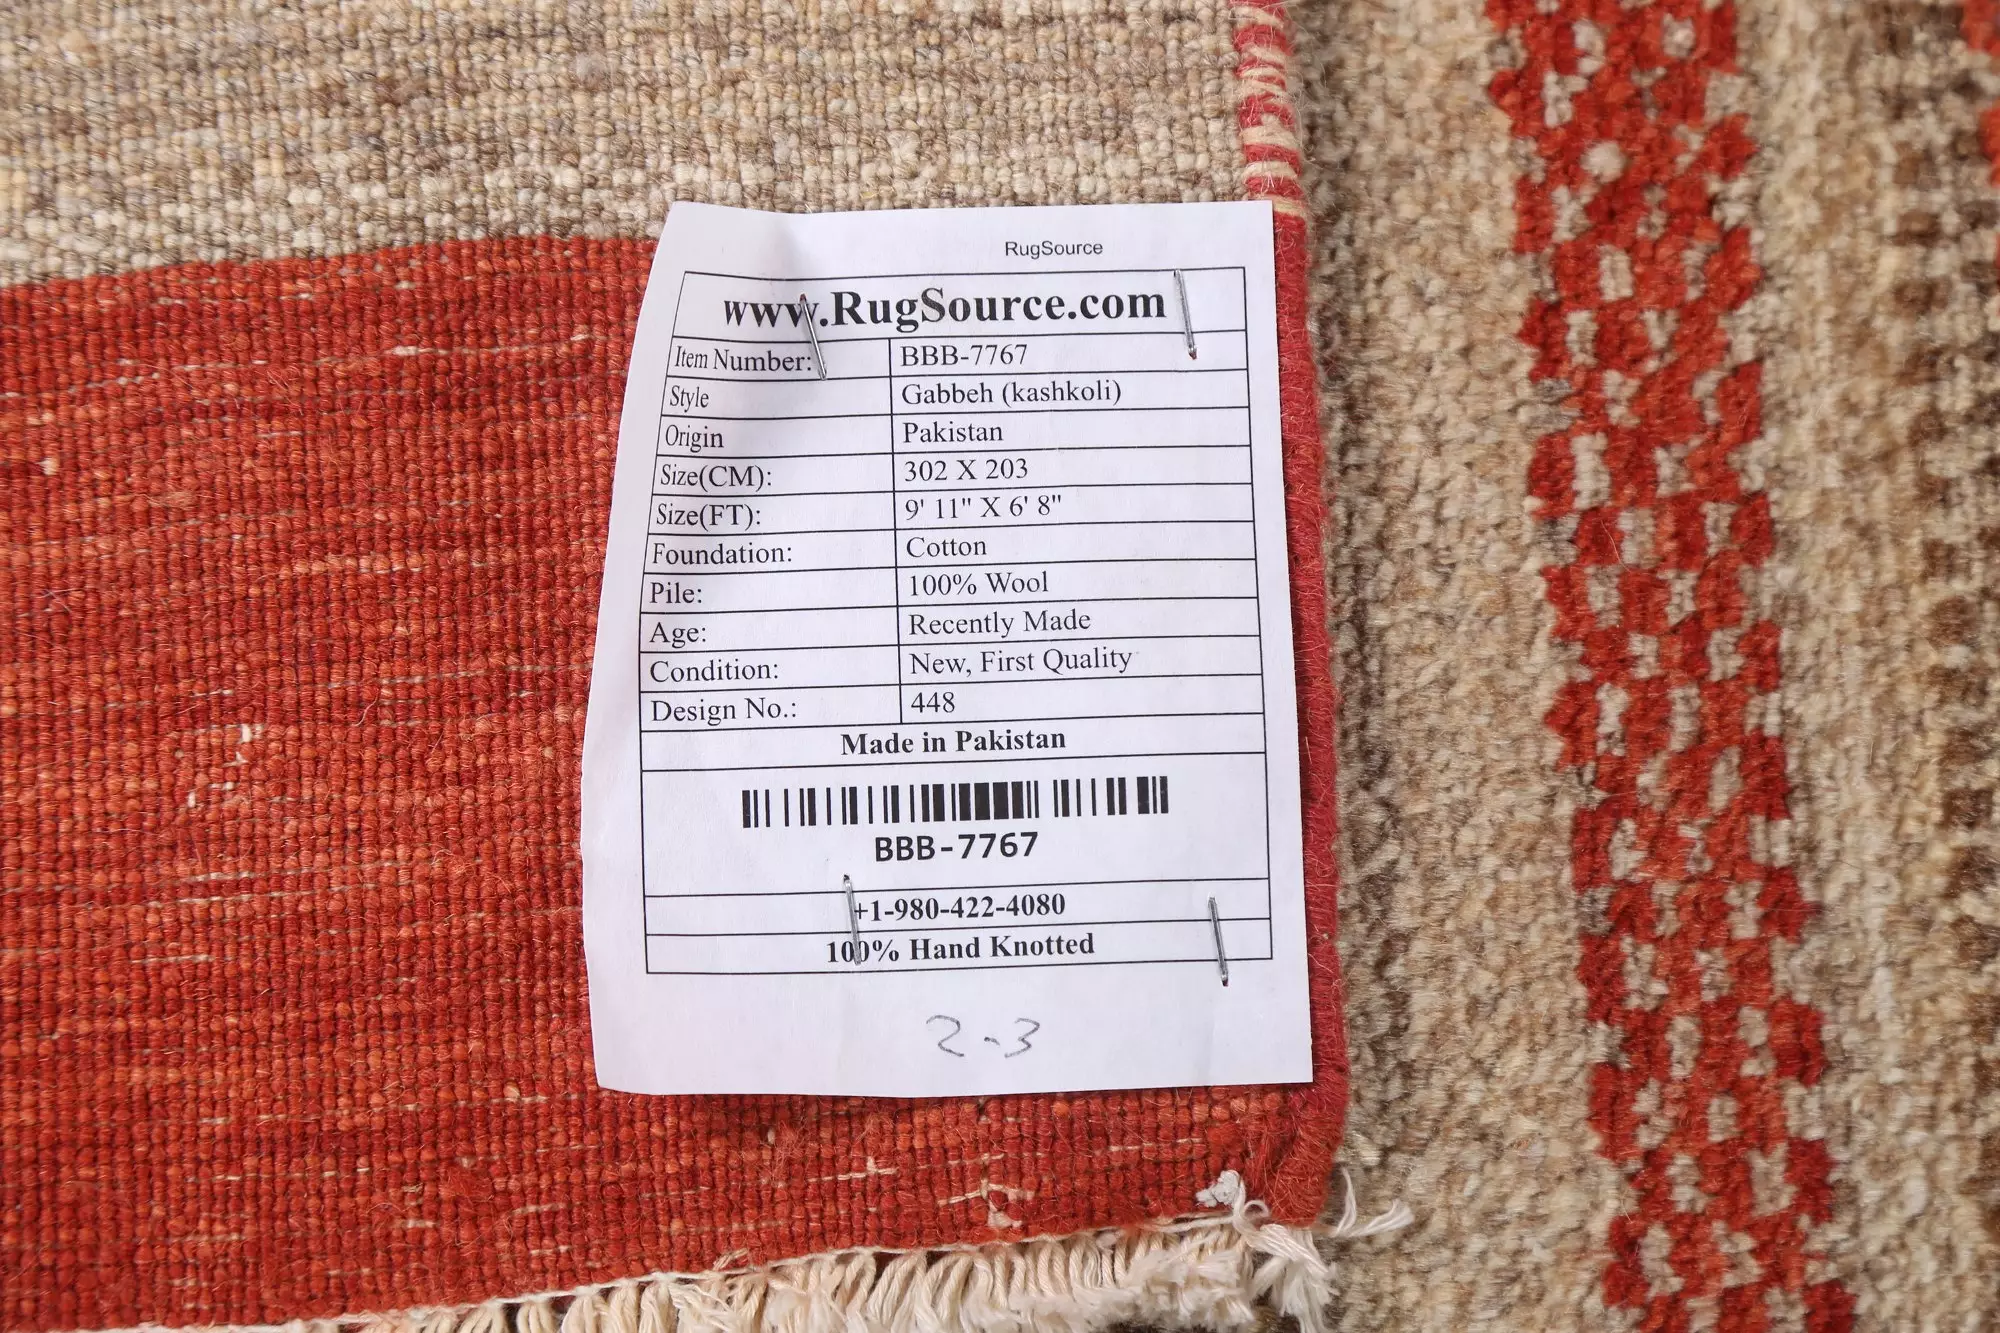 RugSource
www.RugSource.com
Item Number: BBB-7767
Style Gabbeh (kashkoli)
Origin Pakistan
Size(CM): 302 X 203
Size(FT): 9' 11" X 6' 8"
Foundation: Cotton
Pile: 100% Wool
Age: Recently Made
Condition: New, First Quality
Design No.: 448
Made in Pakistan
BBB-7767
+1-980-422-4080
100% Hand Knotted
2-3